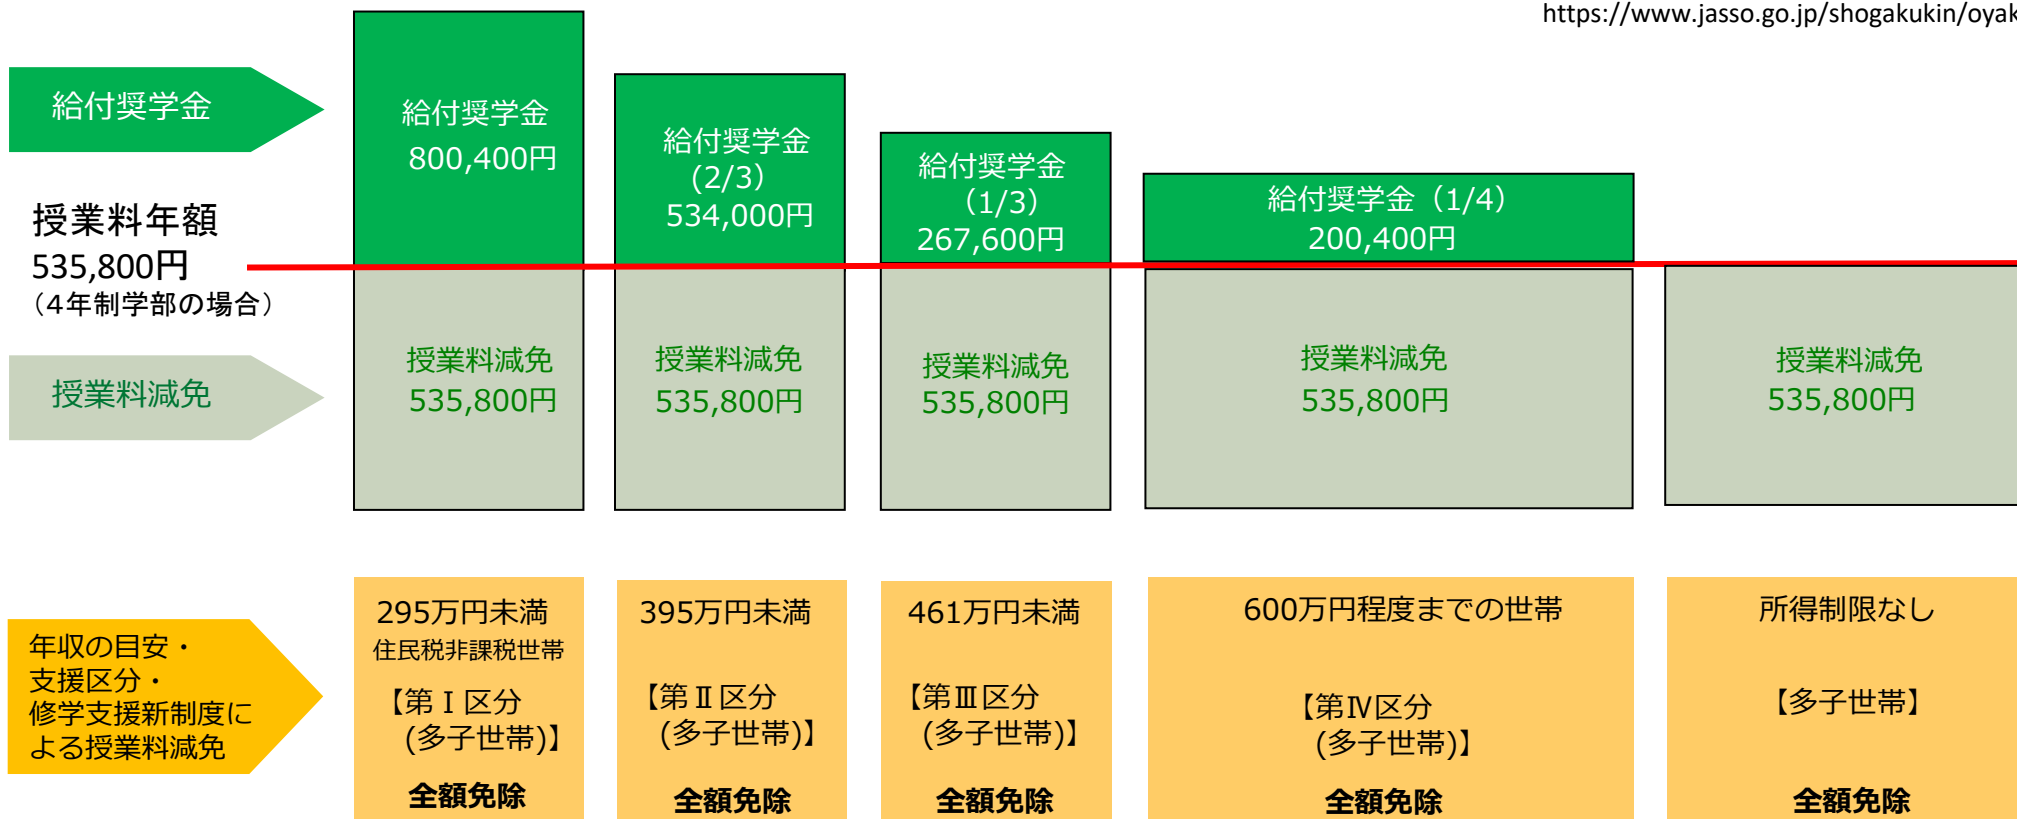 https://www.jasso.go.jp/shogakukin/oyak
給付奨学金
給付奨学金
800,400円
給付奨学金
(2/3)
534,000円
給付奨学金
(1/3)
267,600円
給付奨学金（1/4）
200,400円
授業料年額
535,800円
（4年制学部の場合）
授業料減免
授業料減免
535,800円
授業料減免
535,800円
授業料減免
535,800円
授業料減免
535,800円
授業料減免
535,800円
年収の目安・
支援区分・
修学支援新制度に
よる授業料減免
295万円未満
住民税非課税世帯
【第Ⅰ区分
(多子世帯)】
全額免除
395万円未満
【第Ⅱ区分
(多子世帯)】
全額免除
461万円未満
【第Ⅲ区分
(多子世帯)】
全額免除
600万円程度までの世帯
【第Ⅳ区分
(多子世帯)】
全額免除
所得制限なし
【多子世帯】
全額免除